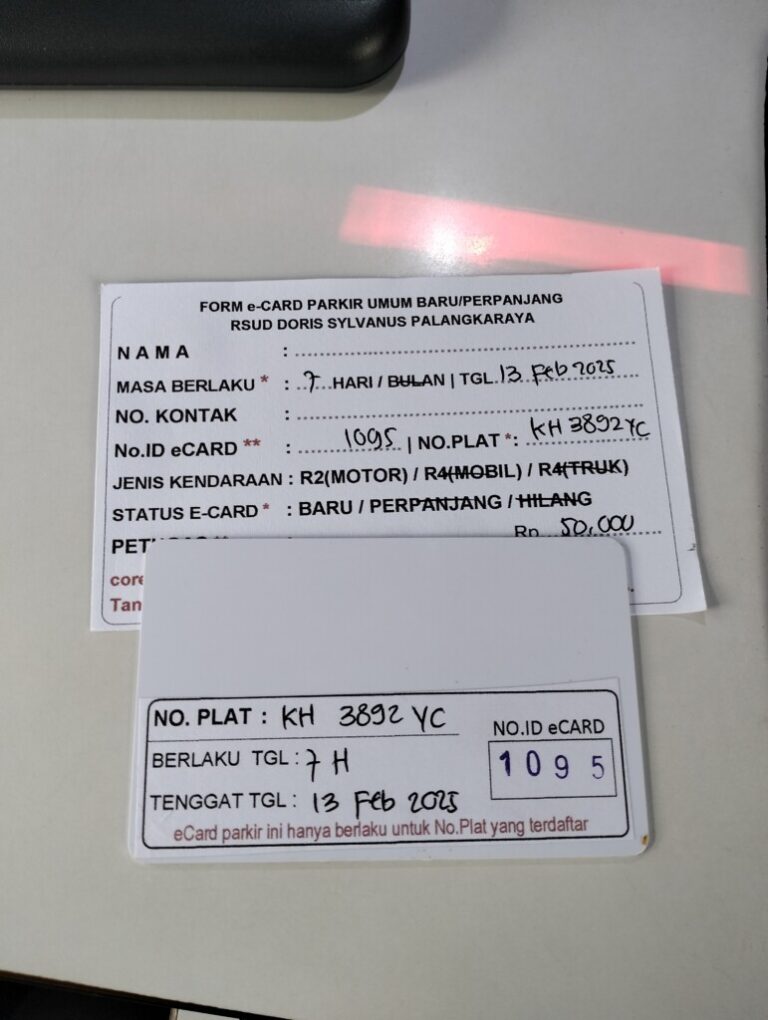 FORM e-CARD PARKIR UMUM BARU/PERPANJANG
RSUD DORIS SYLVANUS PALANGKARAYA
NAMA :
MASA BERLAKU * : 7 HARI / BULAN | TGL. 13 Feb 2025
NO. KONTAK :
No.ID eCARD ** : 1095 | NO.PLAT *: KH 3892 YC
JENIS KENDARAAN : R2(MOTOR) / R4(MOBIL) / R4(TRUK)
STATUS E-CARD * : BARU / PERPANJANG / HILANG
Rp 50,000
NO. PLAT : KH 3892 YC
NO.ID eCARD
BERLAKU TGL : 7 H
1095
TENGGAT TGL : 13 Feb 2025
eCard parkir ini hanya berlaku untuk No.Plat yang terdaftar